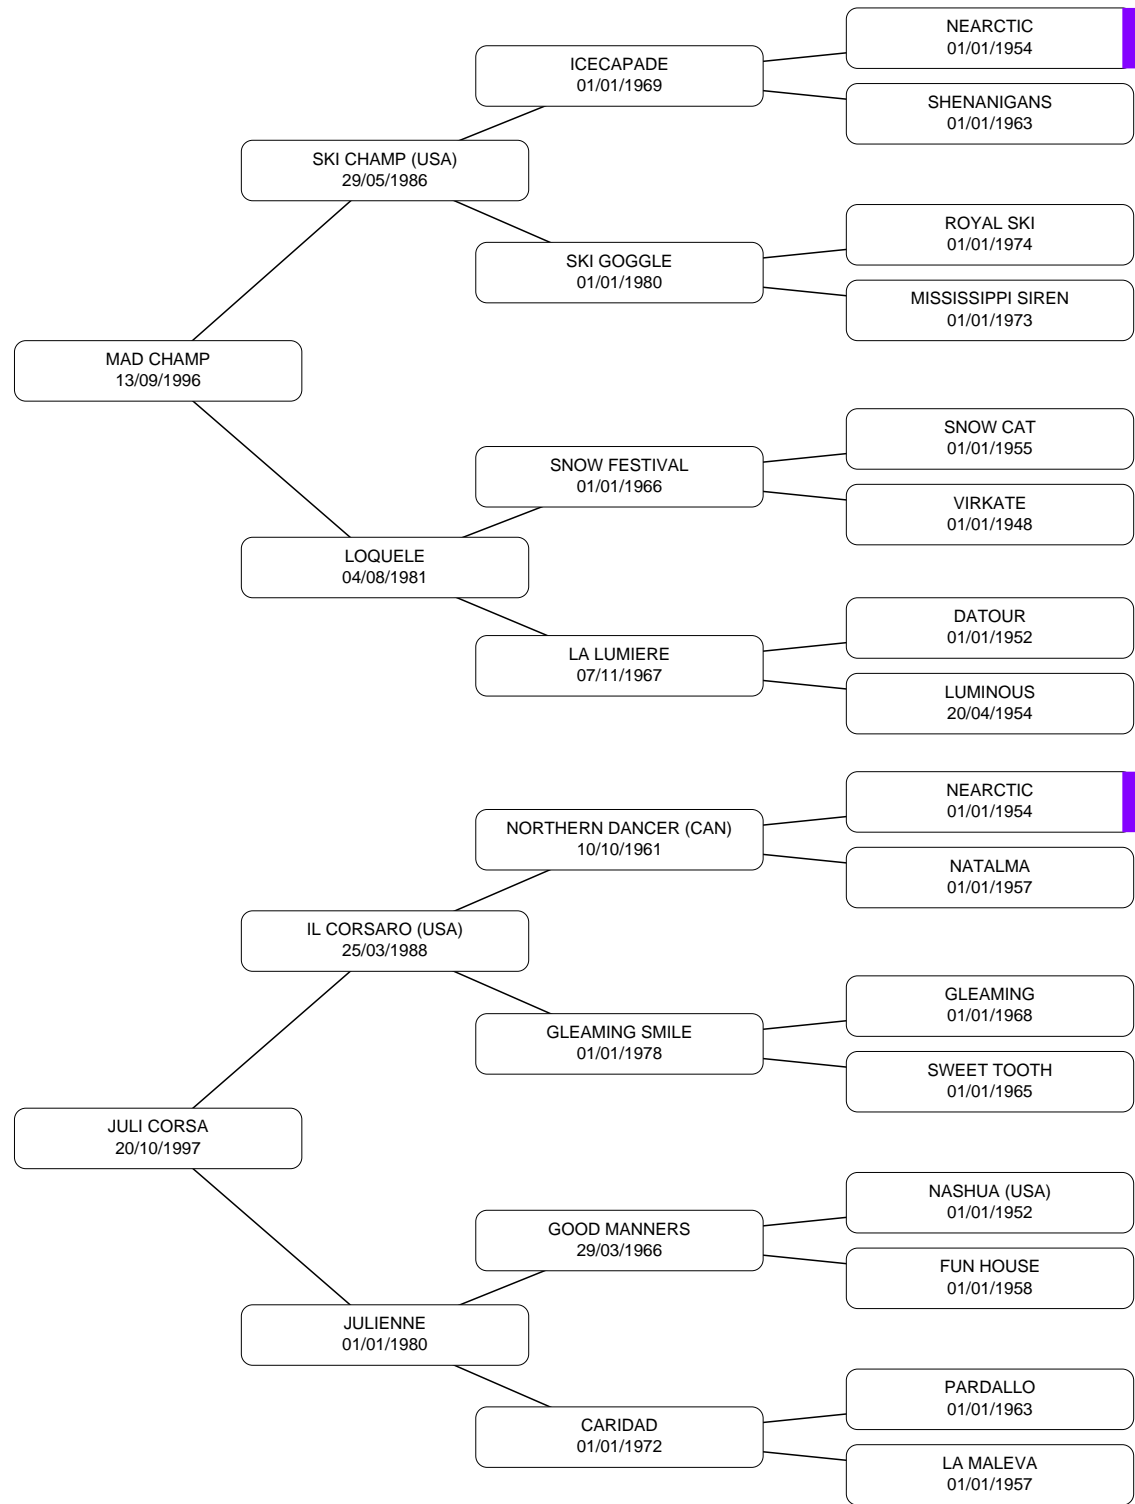 NEARCTIC
01/01/1954
ICECAPADE
01/01/1969
SHENANIGANS
01/01/1963
SKI CHAMP (USA)
29/05/1986
ROYAL SKI
01/01/1974
SKI GOGGLE
01/01/1980
MISSISSIPPI SIREN
01/01/1973
MAD CHAMP
13/09/1996
SNOW CAT
01/01/1955
SNOW FESTIVAL
01/01/1966
VIRKATE
01/01/1948
LOQUELE
04/08/1981
DATOUR
01/01/1952
LA LUMIERE
07/11/1967
LUMINOUS
20/04/1954
NEARCTIC
01/01/1954
NORTHERN DANCER (CAN)
10/10/1961
NATALMA
01/01/1957
IL CORSARO (USA)
25/03/1988
GLEAMING
01/01/1968
GLEAMING SMILE
01/01/1978
SWEET TOOTH
01/01/1965
JULI CORSA
20/10/1997
NASHUA (USA)
01/01/1952
GOOD MANNERS
29/03/1966
FUN HOUSE
01/01/1958
JULIENNE
01/01/1980
PARDALLO
01/01/1963
CARIDAD
01/01/1972
LA MALEVA
01/01/1957